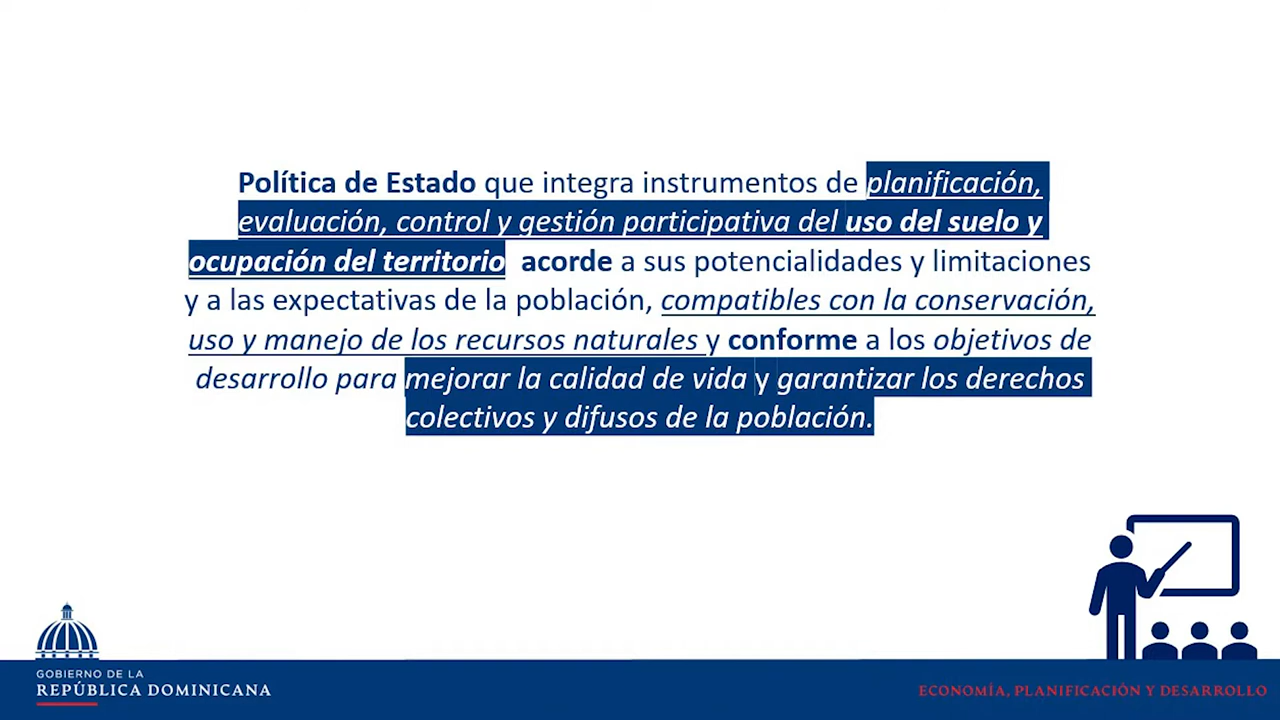 Política de Estado que integra instrumentos de planificación,
evaluación, control y gestión participativa del uso del suelo y
ocupación del territorio acorde a sus potencialidades y limitaciones
y a las expectativas de la población, compatibles con la conservación,
uso y manejo de los recursos naturales y conforme a los objetivos de
desarrollo para mejorar la calidad de vida y garantizar los derechos
colectivos y difusos de la población.
GOBIERNO DE LA
REPÚBLICA DOMINICANA
ECONOMÍA, PLANIFICACIÓN Y DESARROLLO